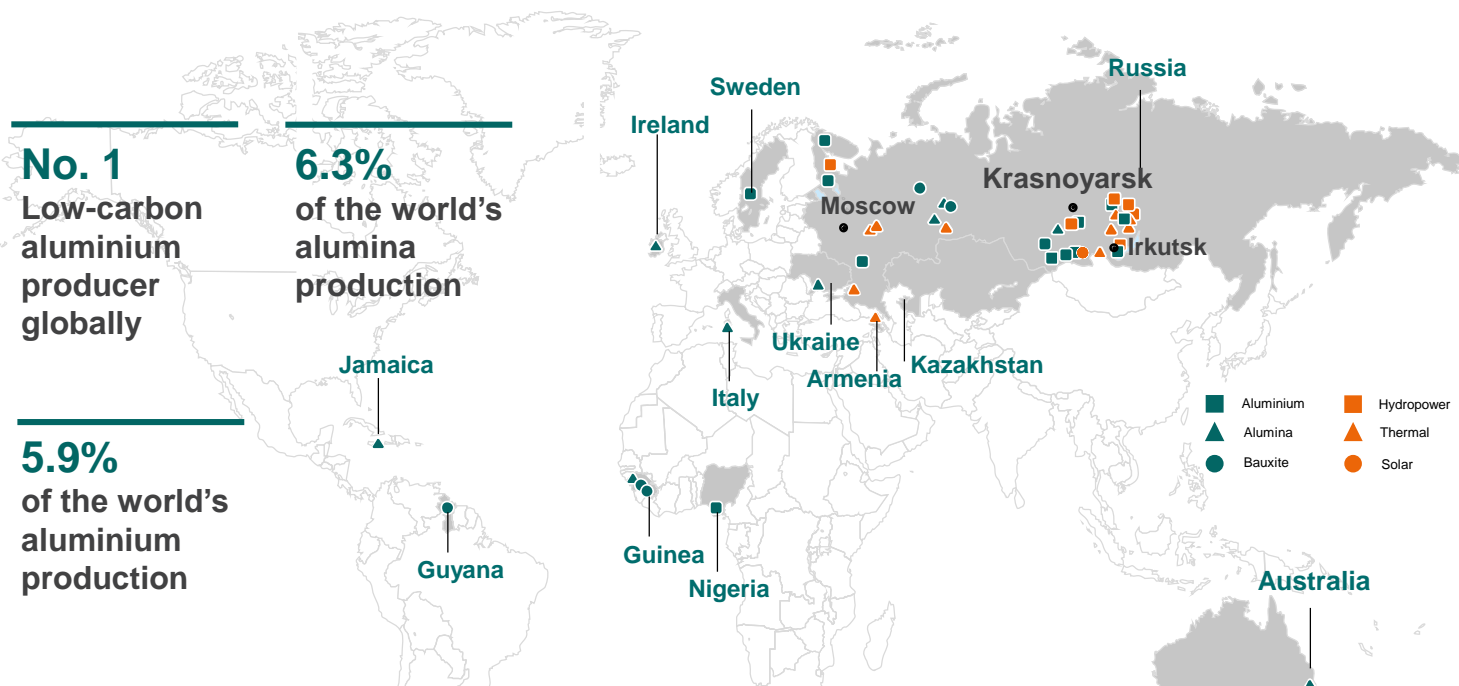 No. 1
Low-carbon
aluminium
producer
globally
6.3%
of the world's
alumina
production
5.9%
of the world's
aluminium
production
Russia
Sweden
Ireland
Krasnoyarsk
Moscow
Irkutsk
Ukraine
Kazakhstan
Armenia
Italy
Jamaica
Guyana
Guinea
Nigeria
Australia
Aluminium
Hydropower
Alumina
Thermal
Bauxite
Solar